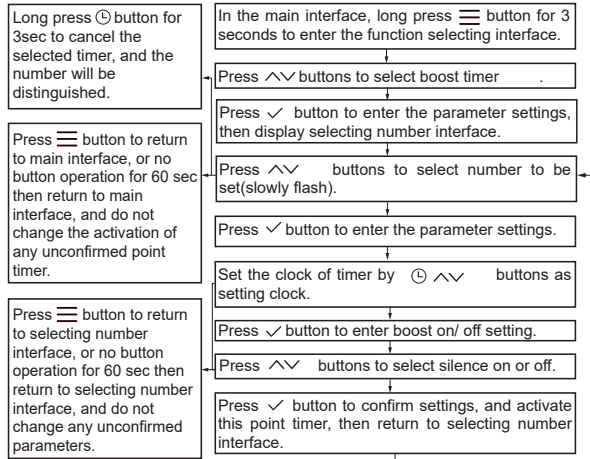 Long press button for
3sec to cancel the
selected timer, and the
number will be
distinguished.
Press button to return
to main interface, or no
button operation for 60 sec
then return to main
interface, and do not
change the activation of
any unconfirmed point
timer.
Press button to return
to selecting number
interface, or no button
operation for 60 sec then
return to selecting number
interface, and do not
change any unconfirmed
parameters.
In the main interface, long press button for 3
seconds to enter the function selecting interface.
Press buttons to select boost timer .
Press button to enter the parameter settings,
then display selecting number interface.
Press buttons to select number to be
set(slowly flash).
Press button to enter the parameter settings.
Set the clock of timer by buttons as
setting clock.
Press button to enter boost on/ off setting.
Press buttons to select silence on or off.
Press button to confirm settings, and activate
this point timer, then return to selecting number
interface.